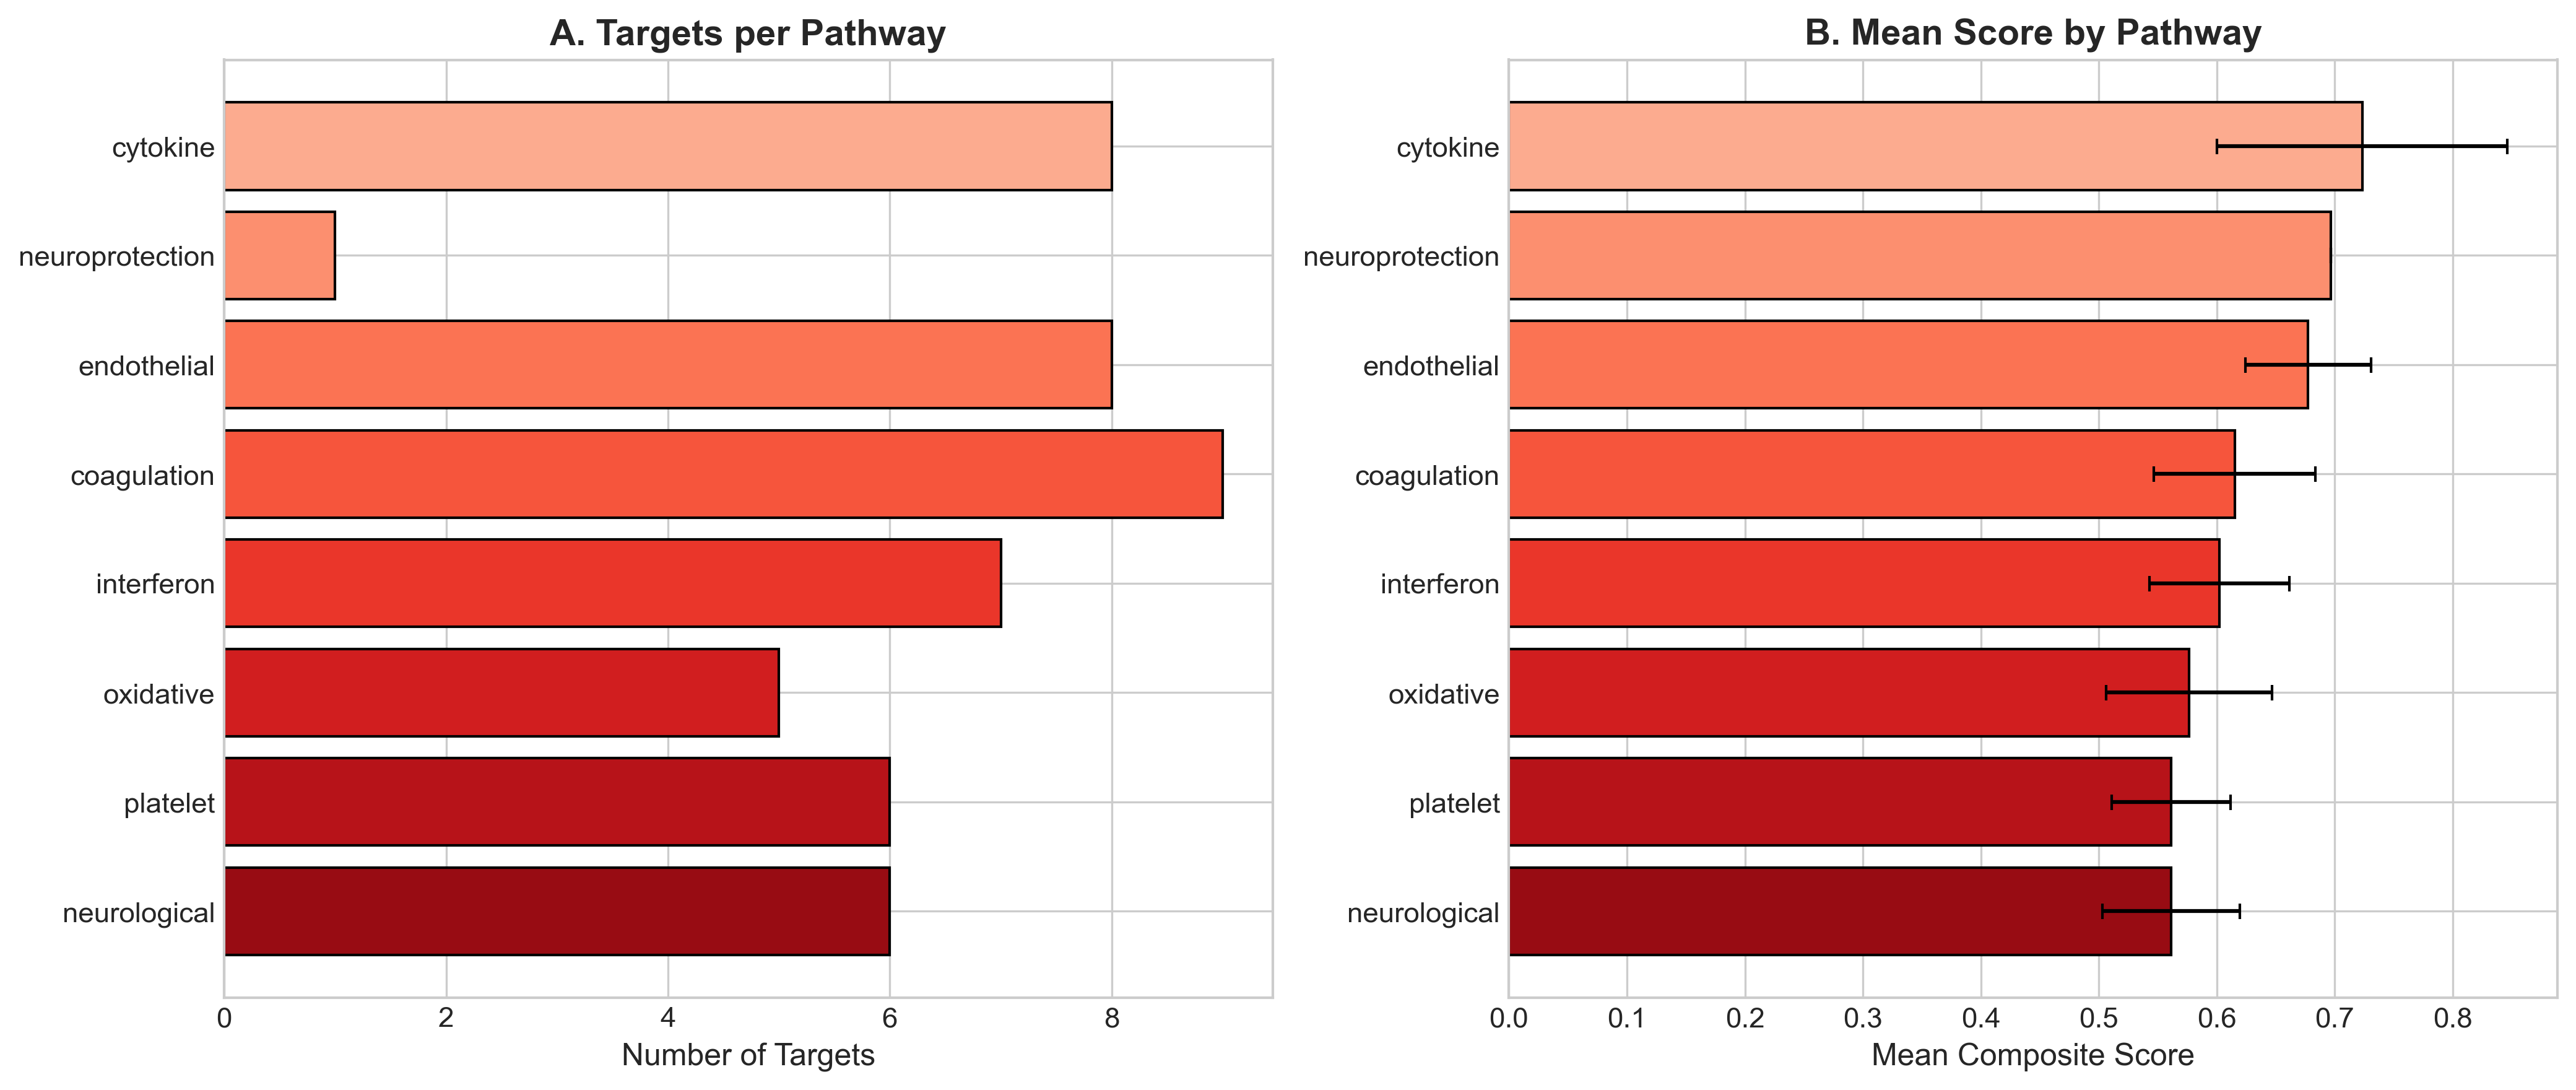 A. Targets per Pathway
cytokine
neuroprotection
endothelial
coagulation
interferon
oxidative
platelet
neurological
0 2 4 6 8
Number of Targets
B. Mean Score by Pathway
cytokine
neuroprotection
endothelial
coagulation
interferon
oxidative
platelet
neurological
0.0 0.1 0.2 0.3 0.4 0.5 0.6 0.7 0.8
Mean Composite Score